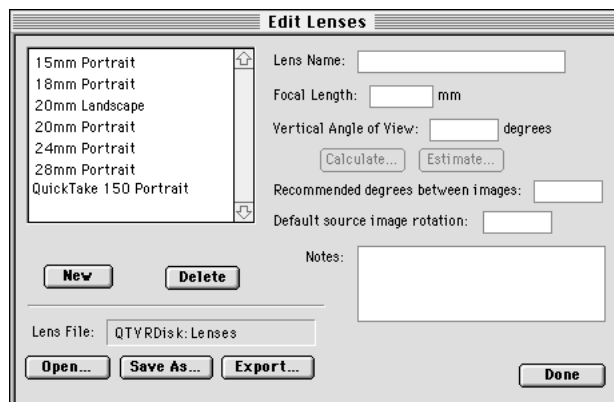 Edit Lenses
15mm Portrait
18mm Portrait
20mm Landscape
20mm Portrait
24mm Portrait
28mm Portrait
QuickTake 150 Portrait
New
Delete
Lens File: QTVRDisk:Lenses
Open...
Save As...
Export...
Lens Name:
Focal Length: mm
Vertical Angle of View: degrees
Calculate...
Estimate...
Recommended degrees between images:
Default source image rotation:
Notes:
Done